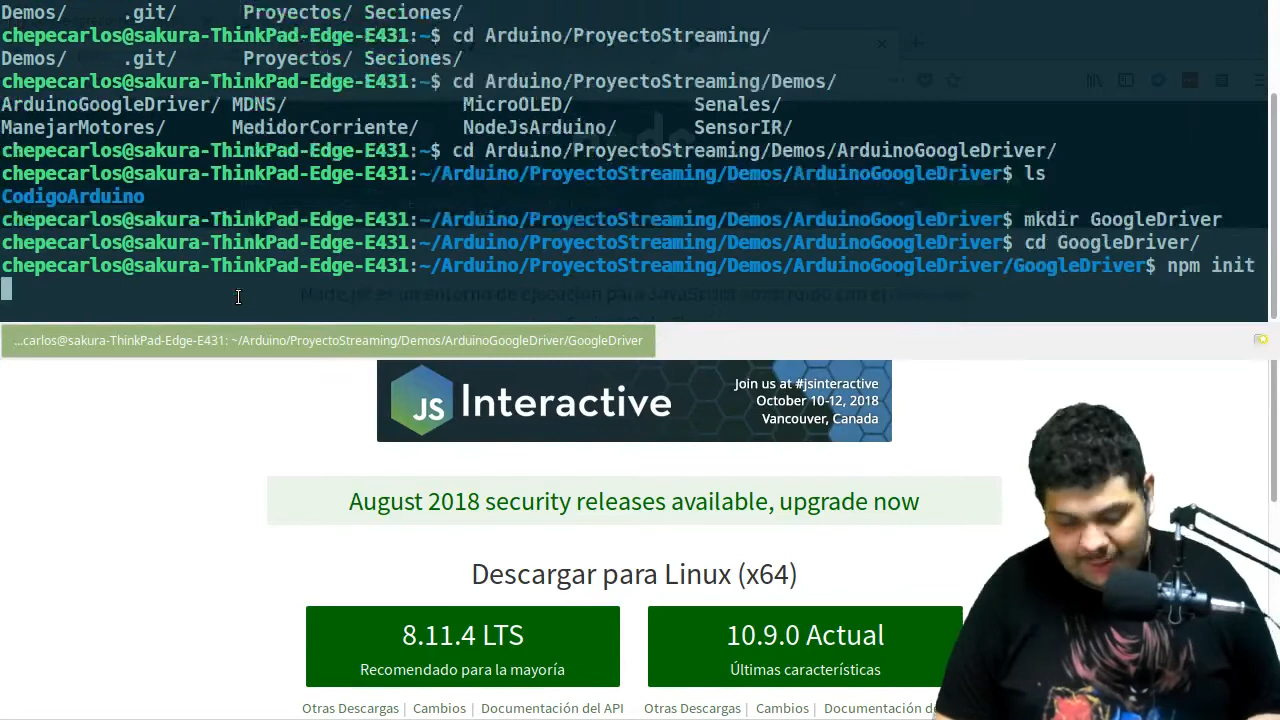 Demos/     .git/      Proyectos/ Seciones/
chepecarlos@sakura-ThinkPad-Edge-E431:~$ cd Arduino/ProyectoStreaming/
Demos/     .git/      Proyectos/ Seciones/
chepecarlos@sakura-ThinkPad-Edge-E431:~$ cd Arduino/ProyectoStreaming/Demos/
ArduinoGoogleDriver/ MDNS/                MicroOLED/           Senales/
ManejarMotores/      MedidorCorriente/    NodeJsArduino/       SensorIR/
chepecarlos@sakura-ThinkPad-Edge-E431:~$ cd Arduino/ProyectoStreaming/Demos/ArduinoGoogleDriver/
chepecarlos@sakura-ThinkPad-Edge-E431:~/Arduino/ProyectoStreaming/Demos/ArduinoGoogleDriver$ ls
CodigoArduino
chepecarlos@sakura-ThinkPad-Edge-E431:~/Arduino/ProyectoStreaming/Demos/ArduinoGoogleDriver$ mkdir GoogleDriver
chepecarlos@sakura-ThinkPad-Edge-E431:~/Arduino/ProyectoStreaming/Demos/ArduinoGoogleDriver$ cd GoogleDriver/
chepecarlos@sakura-ThinkPad-Edge-E431:~/Arduino/ProyectoStreaming/Demos/ArduinoGoogleDriver/GoogleDriver$ npm init
...carlos@sakura-ThinkPad-Edge-E431: ~/Arduino/ProyectoStreaming/Demos/ArduinoGoogleDriver/GoogleDriver
JS Interactive
Join us at #jsinteractive
October 10-12, 2018
Vancouver, Canada
August 2018 security releases available, upgrade now
Descargar para Linux (x64)
8.11.4 LTS
Recomendado para la mayoría
10.9.0 Actual
Últimas características
Otras Descargas | Cambios | Documentación del API
Otras Descargas | Cambios | Documentación